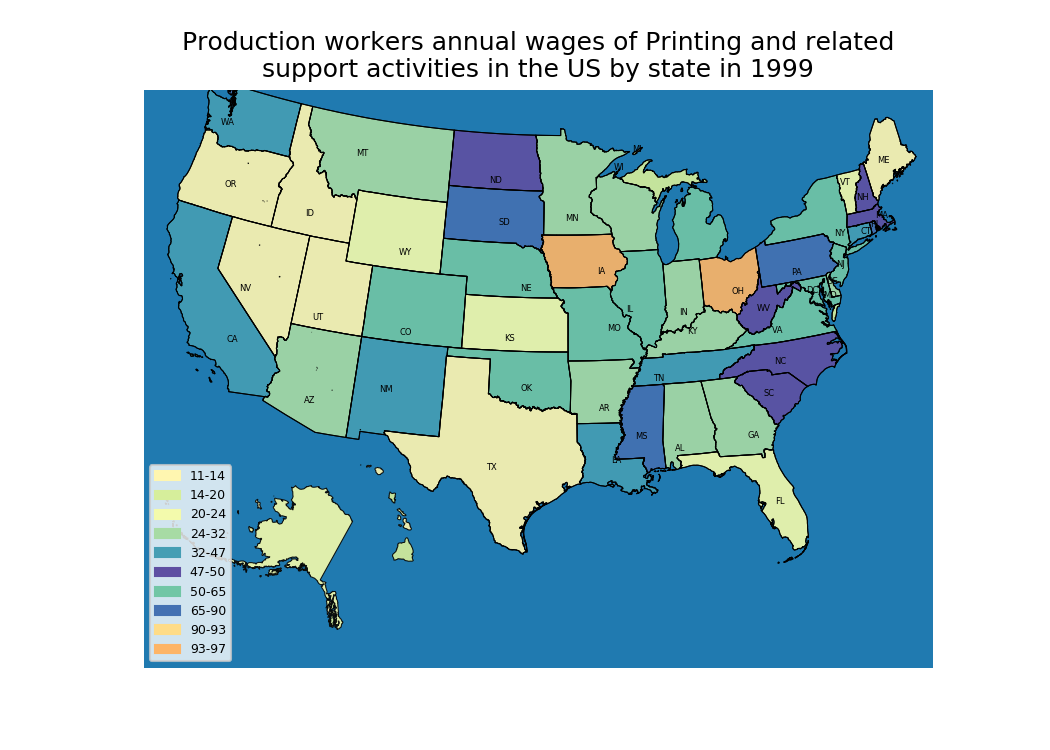 Production workers annual wages of Printing and related
support activities in the US by state in 1999
WA
MT
ND
MN
WI
MI
ME
VT
NH
MA
OR
ID
WY
SD
NE
IA
IL
IN
OH
PA
NY
CT
NJ
NV
UT
CO
KS
MO
KY
WV
VA
DC
CA
AZ
NM
OK
AR
TN
NC
SC
TX
LA
MS
AL
GA
FL
11-14
14-20
20-24
24-32
32-47
47-50
50-65
65-90
90-93
93-97